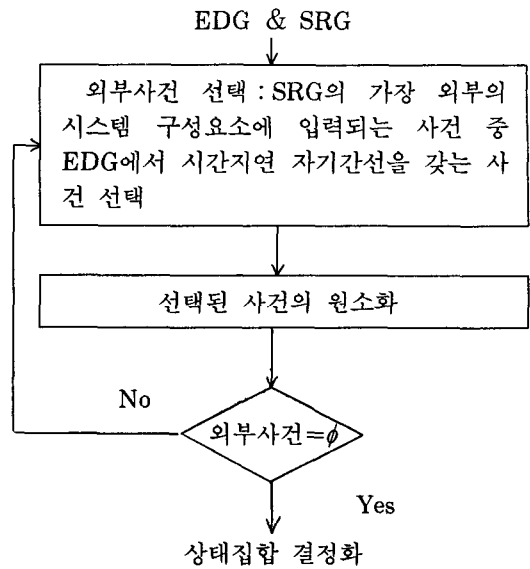 EDG & SRG
외부사건 선택 : SRG의 가장 외부의
시스템 구성요소에 입력되는 사건 중
EDG에서 시간지연 자기간선을 갖는 사
건 선택
선택된 사건의 원소화
No
외부사건=ϕ
Yes
상태집합 결정화